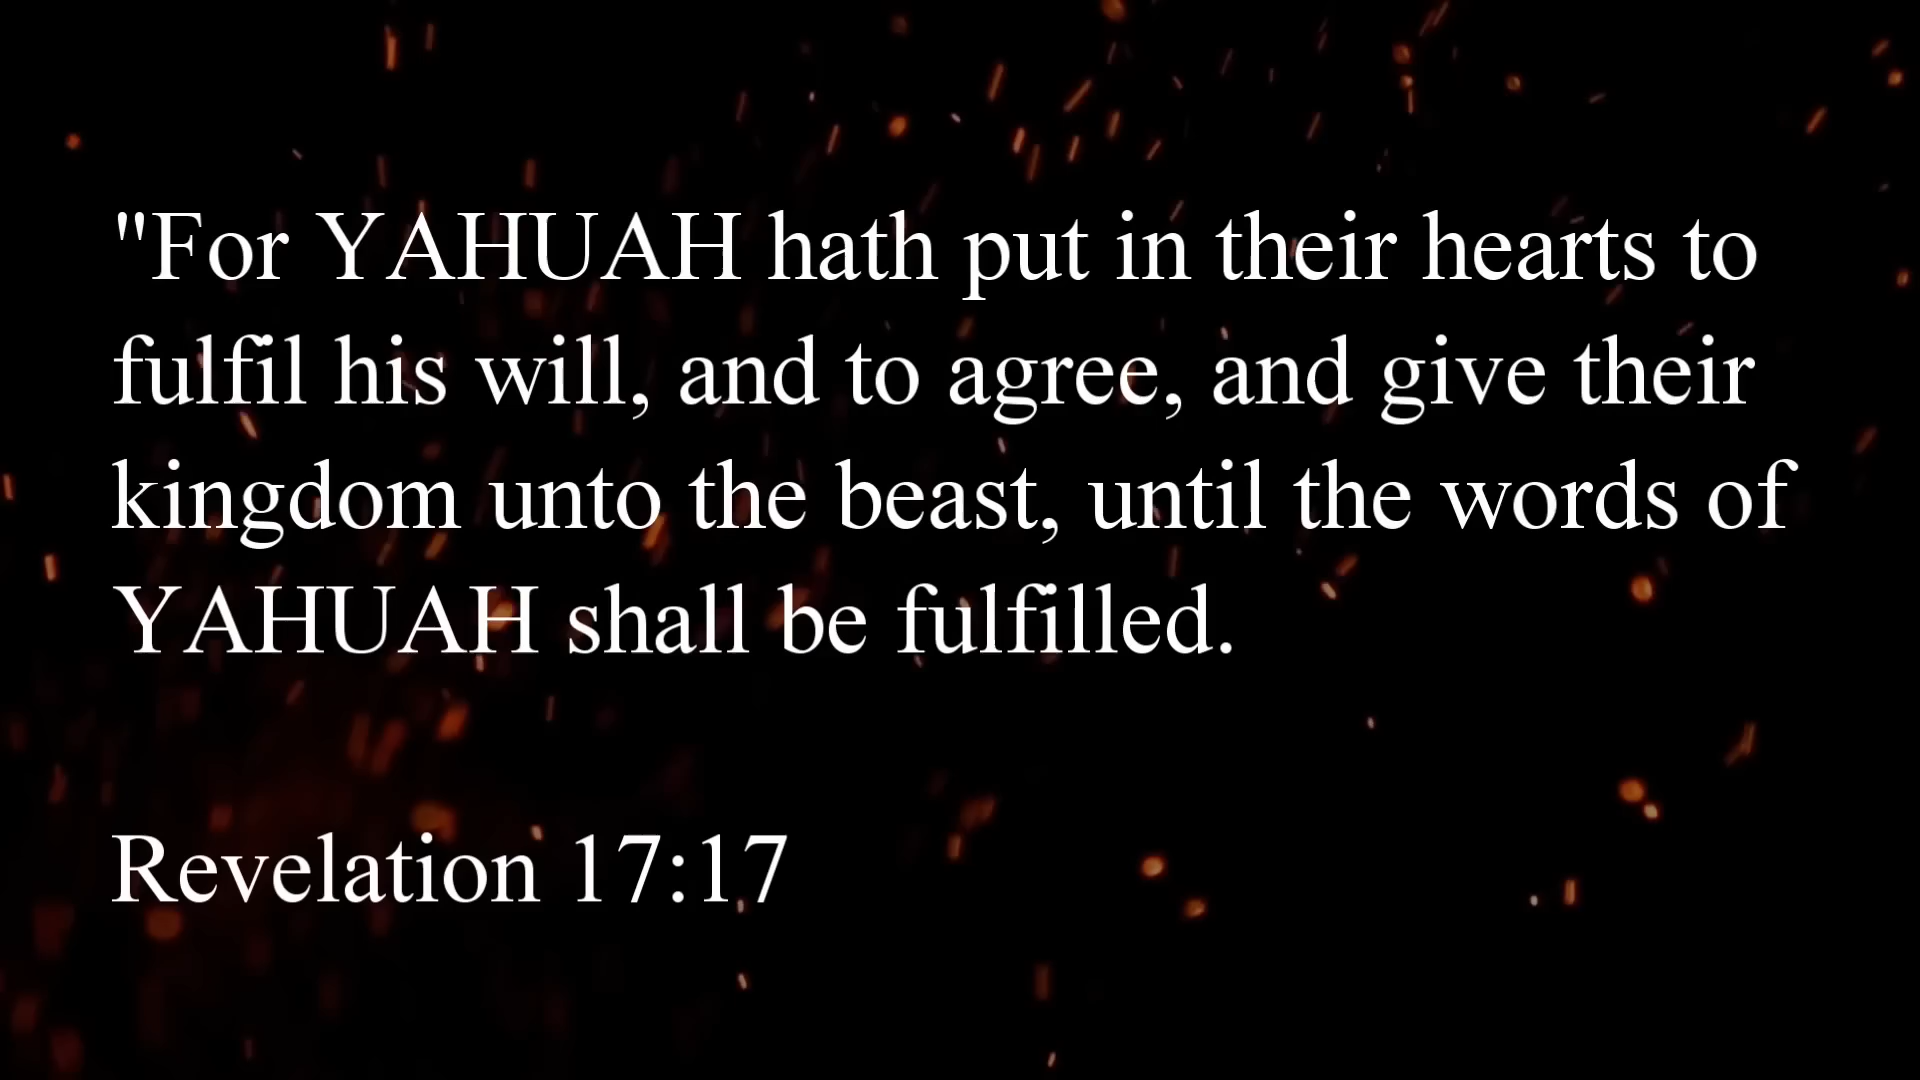 "For YAHUAH hath put in their hearts to
fulfil his will, and to agree, and give their
kingdom unto the beast, until the words of
YAHUAH shall be fulfilled.
Revelation 17:17